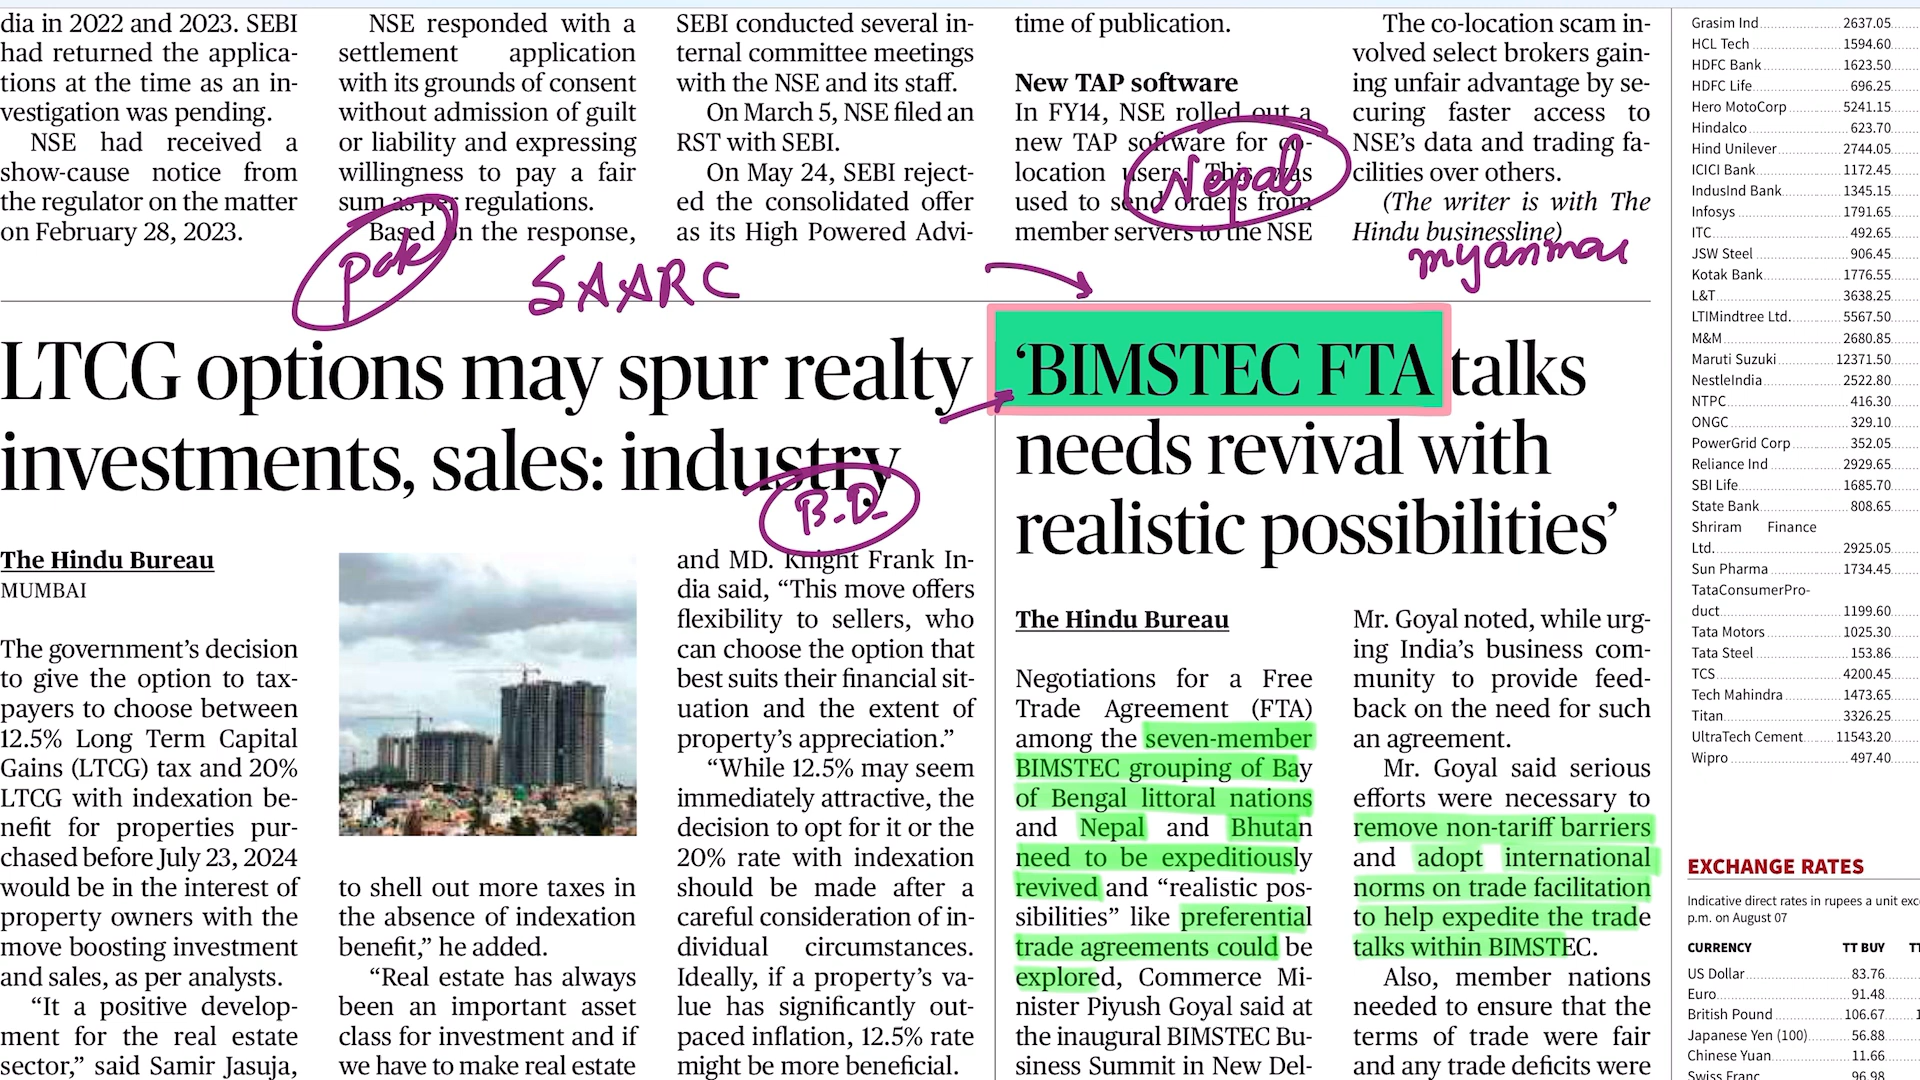 dia in 2022 and 2023. SEBI
had returned the applica-
tions at the time as an in-
vestigation was pending.
NSE had received a
show-cause notice from
the regulator on the matter
on February 28, 2023.
NSE responded with a
settlement application
with its grounds of consent
without admission of guilt
or liability and expressing
willingness to pay a fair
sum as per regulations.
Based on the response,
SEBI conducted several in-
ternal committee meetings
with the NSE and its staff.
On March 5, NSE filed an
RST with SEBI.
On May 24, SEBI reject-
ed the consolidated offer
as its High Powered Advi-
time of publication.
New TAP software
In FY14, NSE rolled out a
new TAP software for co-
location users. This was
used to send orders from
member servers to the NSE
The co-location scam in-
volved select brokers gain-
ing unfair advantage by se-
curing faster access to
NSE's data and trading fa-
cilities over others.
(The writer is with The
Hindu businessline)
Nepal
Pak
SAARC
myanmar
LTCG options may spur realty
investments, sales: industry
B.D.
The Hindu Bureau
MUMBAI
The government's decision
to give the option to tax-
payers to choose between
12.5% Long Term Capital
Gains (LTCG) tax and 20%
LTCG with indexation be-
nefit for properties pur-
chased before July 23, 2024
would be in the interest of
property owners with the
move boosting investment
and sales, as per analysts.
"It a positive develop-
ment for the real estate
sector," said Samir Jasuja,
to shell out more taxes in
the absence of indexation
benefit," he added.
"Real estate has always
been an important asset
class for investment and if
we have to make real estate
and MD. Knight Frank In-
dia said, "This move offers
flexibility to sellers, who
can choose the option that
best suits their financial sit-
uation and the extent of
property's appreciation."
"While 12.5% may seem
immediately attractive, the
decision to opt for it or the
20% rate with indexation
should be made after a
careful consideration of in-
dividual circumstances.
Ideally, if a property's va-
lue has significantly out-
paced inflation, 12.5% rate
might be more beneficial.
'BIMSTEC FTA talks
needs revival with
realistic possibilities'
The Hindu Bureau
Negotiations for a Free
Trade Agreement (FTA)
among the seven-member
BIMSTEC grouping of Bay
of Bengal littoral nations
and Nepal and Bhutan
need to be expeditiously
revived and "realistic pos-
sibilities" like preferential
trade agreements could be
explored, Commerce Mi-
nister Piyush Goyal said at
the inaugural BIMSTEC Bu-
siness Summit in New Del-
Mr. Goyal noted, while urg-
ing India's business com-
munity to provide feed-
back on the need for such
an agreement.
Mr. Goyal said serious
efforts were necessary to
remove non-tariff barriers
and adopt international
norms on trade facilitation
to help expedite the trade
talks within BIMSTEC.
Also, member nations
needed to ensure that the
terms of trade were fair
and any trade deficits were
Grasim Ind 2637.05
HCL Tech 1594.60
HDFC Bank 1623.50
HDFC Life 696.25
Hero MotoCorp 5241.15
Hindalco 623.70
Hind Unilever 2744.05
ICICI Bank 1172.45
IndusInd Bank 1345.15
Infosys 1791.65
ITC 492.65
JSW Steel 906.45
Kotak Bank 1776.55
L&T 3638.25
LTIMindtree Ltd. 5567.50
M&M 2680.85
Maruti Suzuki 12371.50
NestleIndia 2522.80
NTPC 416.30
ONGC 329.10
PowerGrid Corp 352.05
Reliance Ind 2929.65
SBI Life 1685.70
State Bank 808.65
Shriram Finance
Ltd. 2925.05
Sun Pharma 1734.45
TataConsumerPro-
duct 1199.60
Tata Motors 1025.30
Tata Steel 153.86
TCS 4200.45
Tech Mahindra 1473.65
Titan 3326.25
UltraTech Cement 11543.20
Wipro 497.40
EXCHANGE RATES
Indicative direct rates in rupees a unit exc
p.m. on August 07
CURRENCY TT BUY
US Dollar 83.76
Euro 91.48
British Pound 106.67
Japanese Yen (100) 56.88
Chinese Yuan 11.66
Swiss Franc 96.98